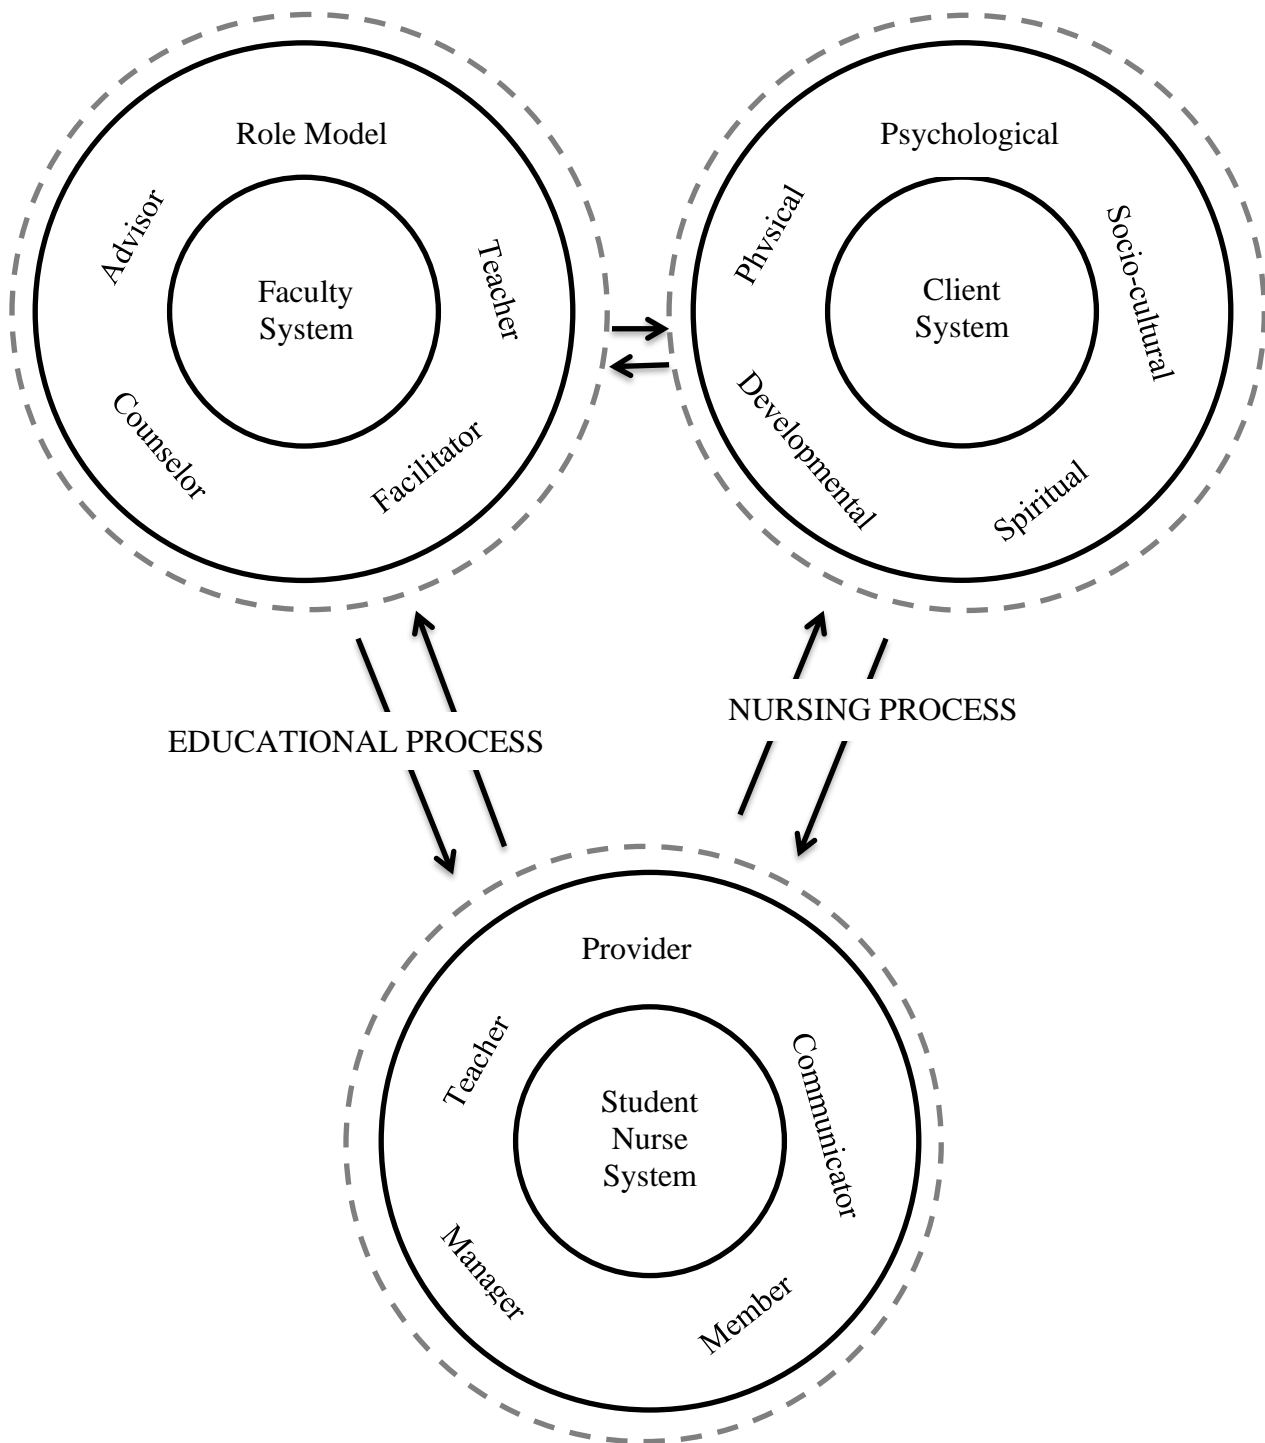 Role Model
Advisor
Teacher
Faculty
System
Counselor
Facilitator
Psychological
Physical
Socio-cultural
Client
System
Developmental
Spiritual
EDUCATIONAL PROCESS
NURSING PROCESS
Provider
Teacher
Communicator
Student
Nurse
System
Manager
Member